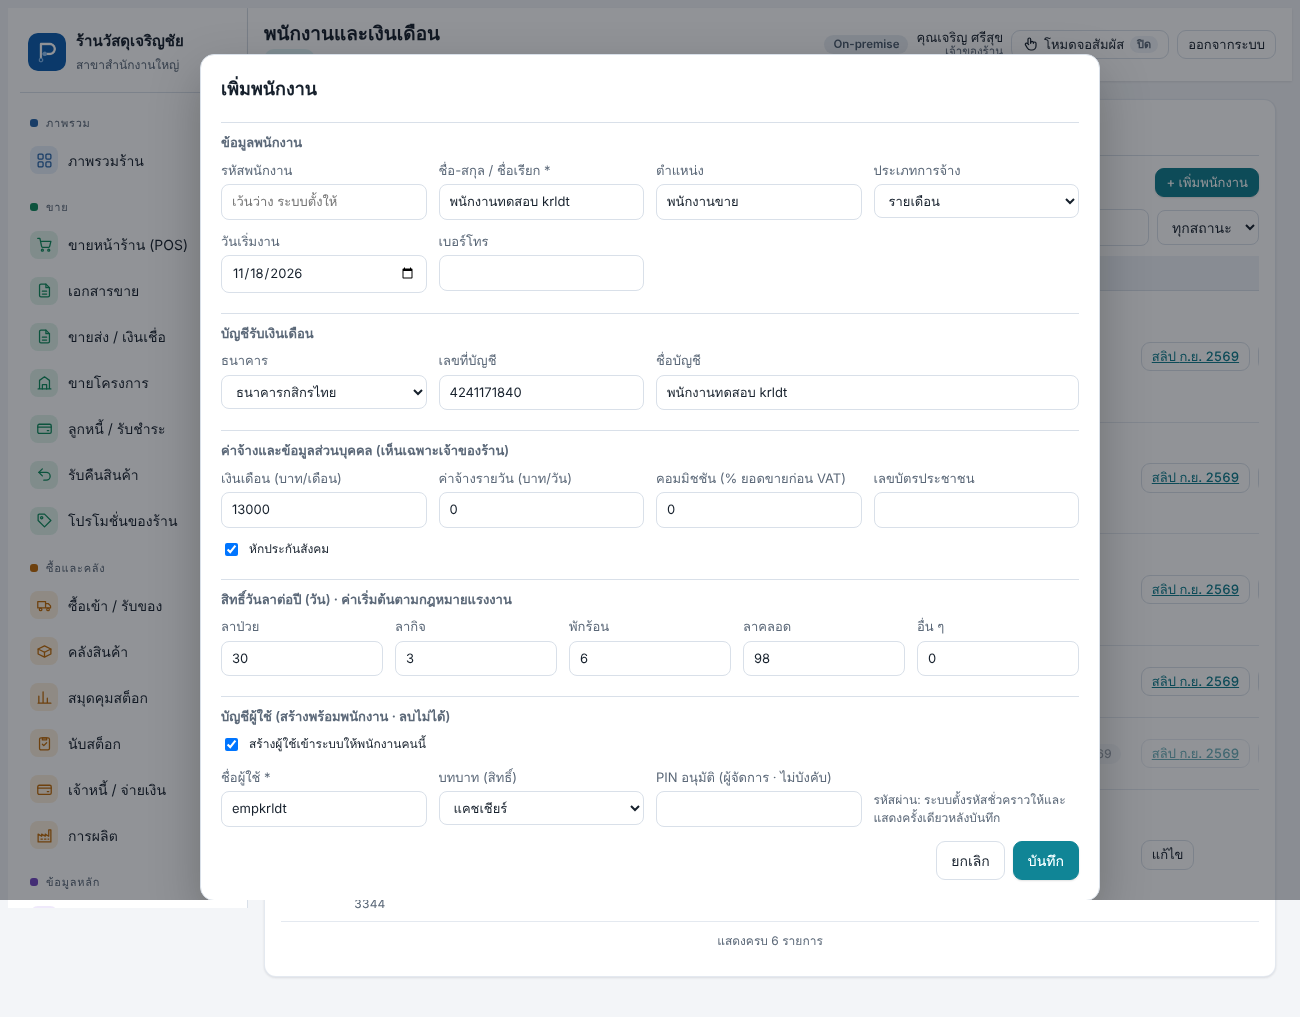 ร้านวัสดุเจริญชัย
สาขาสำนักงานใหญ่
พนักงานและเงินเดือน
On-premise
คุณเจริญ ศรีสุข
เจ้าของร้าน
โหมดจอสัมผัส ปิด
ออกจากระบบ
ภาพรวม
ภาพรวมร้าน
ขาย
ขายหน้าร้าน (POS)
เอกสารขาย
ขายส่ง / เงินเชื่อ
ขายโครงการ
ลูกหนี้ / รับชำระ
รับคืนสินค้า
โปรโมชั่นของร้าน
ซื้อและคลัง
ซื้อเข้า / รับของ
คลังสินค้า
สมุดคุมสต็อก
นับสต็อก
เจ้าหนี้ / จ่ายเงิน
การผลิต
ข้อมูลหลัก
+ เพิ่มพนักงาน
ทุกสถานะ
สลิป ก.ย. 2569
สลิป ก.ย. 2569
สลิป ก.ย. 2569
สลิป ก.ย. 2569
69 สลิป ก.ย. 2569
แก้ไข
เพิ่มพนักงาน
ข้อมูลพนักงาน
รหัสพนักงาน ชื่อ-สกุล / ชื่อเรียก * ตำแหน่ง ประเภทการจ้าง
เว้นว่าง ระบบตั้งให้ พนักงานทดสอบ krldt พนักงานขาย รายเดือน
วันเริ่มงาน เบอร์โทร
11/18/2026
บัญชีรับเงินเดือน
ธนาคาร เลขที่บัญชี ชื่อบัญชี
ธนาคารกสิกรไทย 4241171840 พนักงานทดสอบ krldt
ค่าจ้างและข้อมูลส่วนบุคคล (เห็นเฉพาะเจ้าของร้าน)
เงินเดือน (บาท/เดือน) ค่าจ้างรายวัน (บาท/วัน) คอมมิชชัน (% ยอดขายก่อน VAT) เลขบัตรประชาชน
13000 0 0
หักประกันสังคม
สิทธิ์วันลาต่อปี (วัน) · ค่าเริ่มต้นตามกฎหมายแรงงาน
ลาป่วย ลากิจ พักร้อน ลาคลอด อื่น ๆ
30 3 6 98 0
บัญชีผู้ใช้ (สร้างพร้อมพนักงาน · ลบไม่ได้)
สร้างผู้ใช้เข้าระบบให้พนักงานคนนี้
ชื่อผู้ใช้ * บทบาท (สิทธิ์) PIN อนุมัติ (ผู้จัดการ · ไม่บังคับ)
empkrldt แคชเชียร์
รหัสผ่าน: ระบบตั้งรหัสชั่วคราวให้และ
แสดงครั้งเดียวหลังบันทึก
ยกเลิก บันทึก
3344
แสดงครบ 6 รายการ